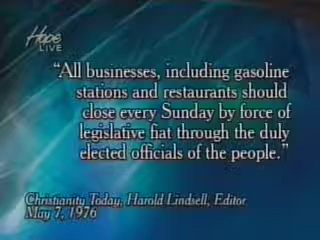 Hope
LIVE
“All businesses, including gasoline
stations and restaurants should
close every Sunday by force of
legislative fiat through the duly
elected officials of the people.”
Christianity Today, Harold Lindsell, Editor
May 7, 1976